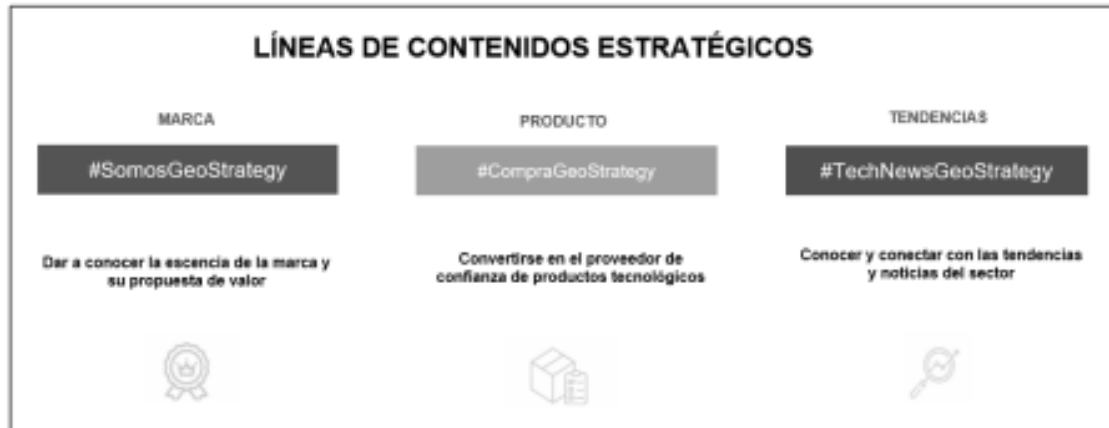 LÍNEAS DE CONTENIDOS ESTRATÉGICOS
MARCA
#SomosGeoStrategy
Dar a conocer la escencia de la marca y
su propuesta de valor
PRODUCTO
#CompraGeoStrategy
Convertirse en el proveedor de
confianza de productos tecnológicos
TENDENCIAS
#TechNewsGeoStrategy
Conocer y conectar con las tendencias
y noticias del sector